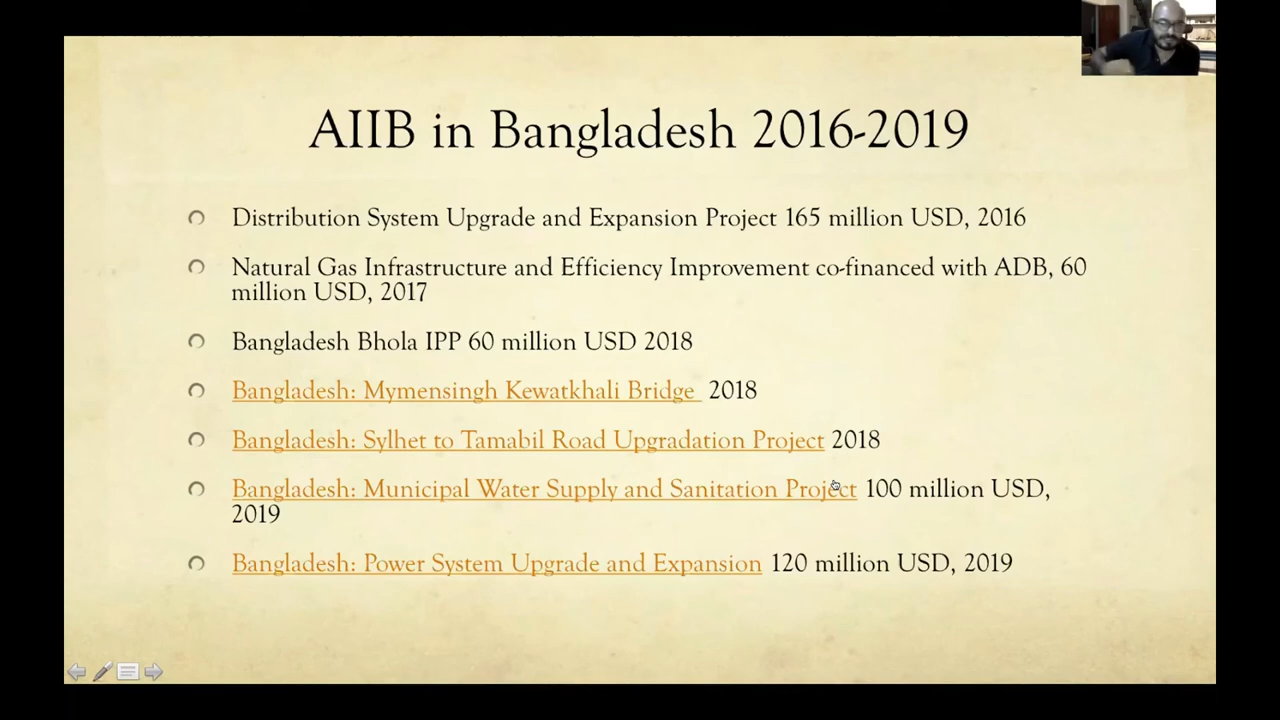 AIIB in Bangladesh 2016-2019
Distribution System Upgrade and Expansion Project 165 million USD, 2016
Natural Gas Infrastructure and Efficiency Improvement co-financed with ADB, 60
million USD, 2017
Bangladesh Bhola IPP 60 million USD 2018
Bangladesh: Mymensingh Kewatkhali Bridge 2018
Bangladesh: Sylhet to Tamabil Road Upgradation Project 2018
Bangladesh: Municipal Water Supply and Sanitation Project 100 million USD,
2019
Bangladesh: Power System Upgrade and Expansion 120 million USD, 2019